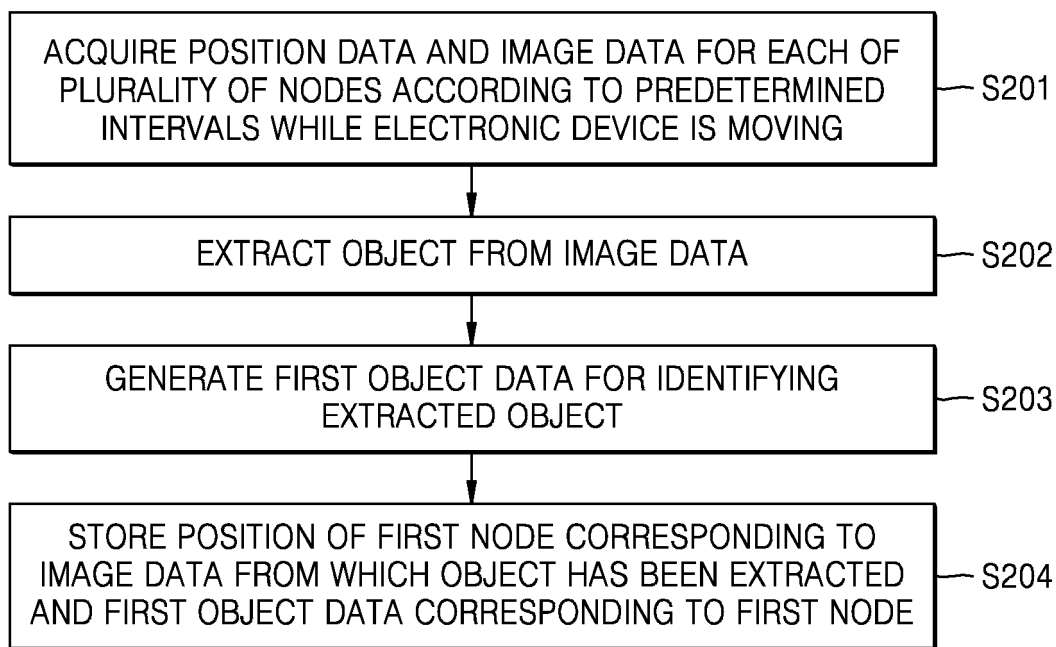 ACQUIRE POSITION DATA AND IMAGE DATA FOR EACH OF
PLURALITY OF NODES ACCORDING TO PREDETERMINED
INTERVALS WHILE ELECTRONIC DEVICE IS MOVING
S201
EXTRACT OBJECT FROM IMAGE DATA
S202
GENERATE FIRST OBJECT DATA FOR IDENTIFYING
EXTRACTED OBJECT
S203
STORE POSITION OF FIRST NODE CORRESPONDING TO
IMAGE DATA FROM WHICH OBJECT HAS BEEN EXTRACTED
AND FIRST OBJECT DATA CORRESPONDING TO FIRST NODE
S204